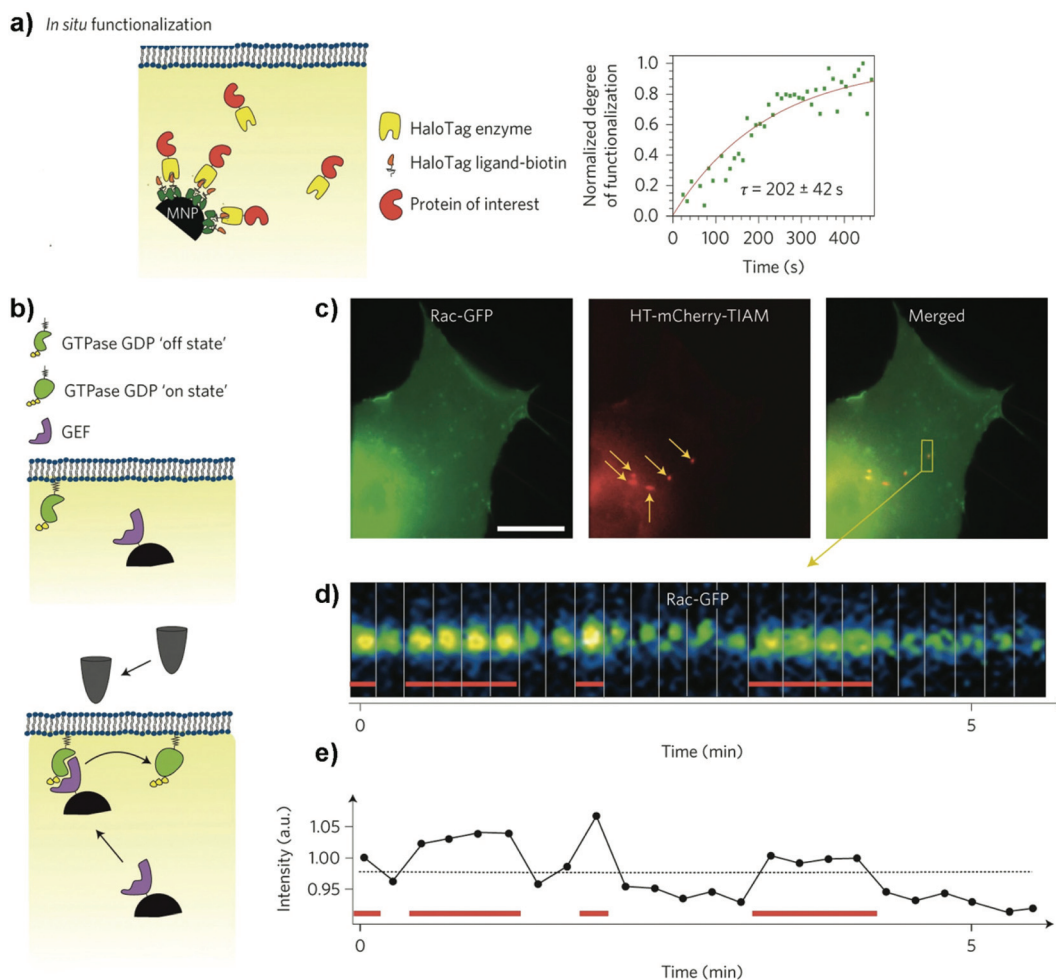 a) In situ functionalization
MNP
HaloTag enzyme
HaloTag ligand-biotin
Protein of interest
Normalized degree
of functionalization
1.0
0.8
0.6
0.4
0.2
0.0
τ = 202 ± 42 s
0 100 200 300 400
Time (s)
b)
GTPase GDP 'off state'
GTPase GDP 'on state'
GEF
c)
Rac-GFP
HT-mCherry-TIAM
Merged
d)
Rac-GFP
0 5
Time (min)
e)
Intensity (a.u.)
1.05
1.00
0.95
0 5
Time (min)